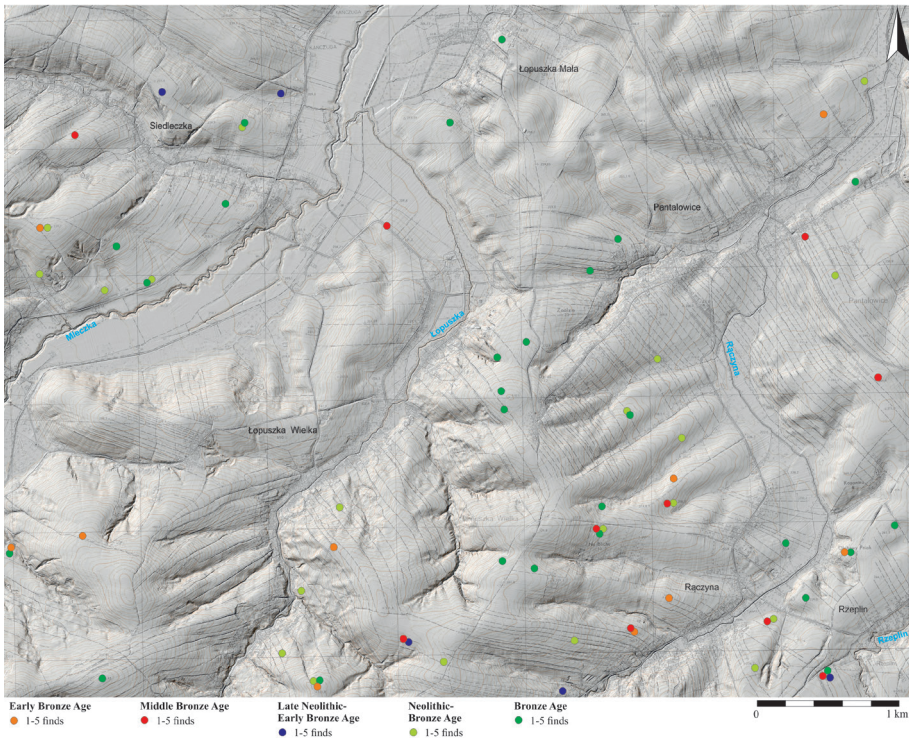 Łopuszka Mała
Siedleczka
Pantalowice
Pantalowice
Mleczka
Łopuszka
Rączyna
Łopuszka Wielka
Rączyna
Rzeplin
Rzeplin
Early Bronze Age
1-5 finds
Middle Bronze Age
1-5 finds
Late Neolithic-
Early Bronze Age
1-5 finds
Neolithic-
Bronze Age
1-5 finds
Bronze Age
1-5 finds
0 1 km